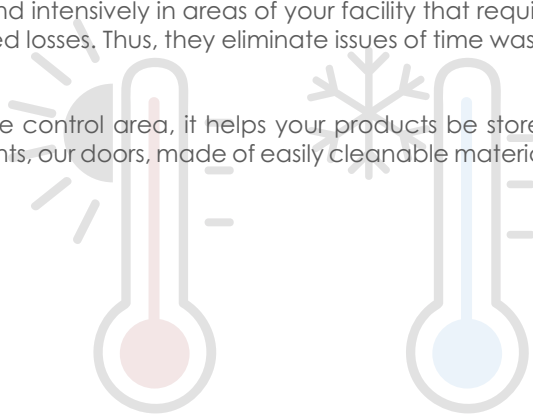 nd intensively in areas of your facility that requi
ed losses. Thus, they eliminate issues of time was
e control area, it helps your products be store
nts, our doors, made of easily cleanable materia